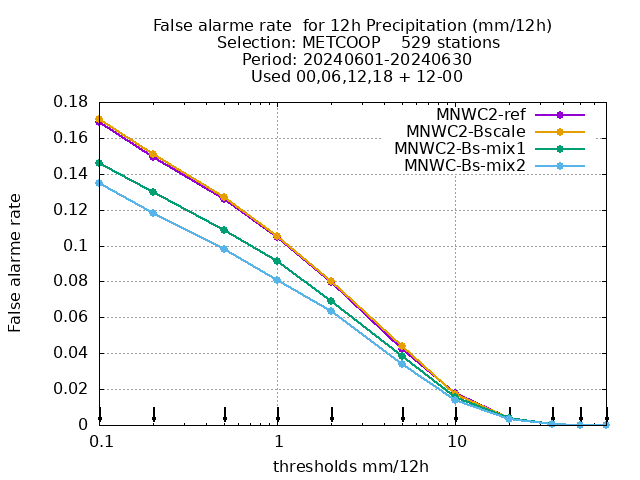 False alarme rate  for 12h Precipitation (mm/12h)
Selection: METCOOP    529 stations
Period: 20240601-20240630
Used 00,06,12,18 + 12-00
MNWC2-ref
MNWC2-Bscale
MNWC2-Bs-mix1
MNWC-Bs-mix2
False alarme rate
0.18
0.16
0.14
0.12
0.1
0.08
0.06
0.04
0.02
0
0.1
1
10
thresholds mm/12h